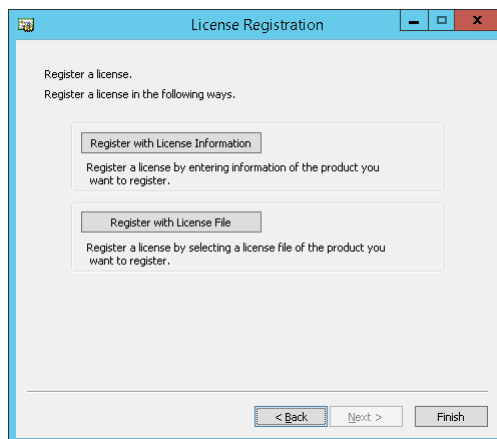 License Registration
Register a license.
Register a license in the following ways.
Register with License Information
Register a license by entering information of the product you
want to register.
Register with License File
Register a license by selecting a license file of the product you
want to register.
< Back Next > Finish